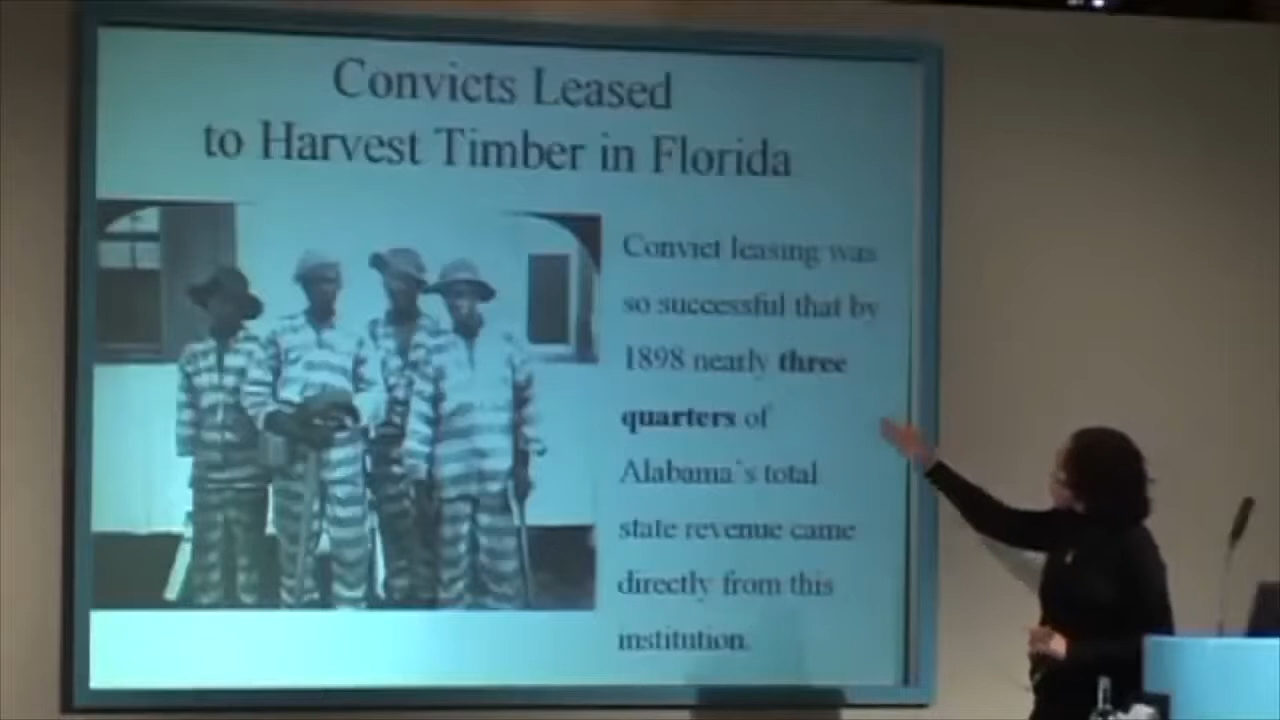 Convicts Leased
to Harvest Timber in Florida
Convict leasing was
so successful that by
1898 nearly three
quarters of
Alabama's total
state revenue came
directly from this
institution.